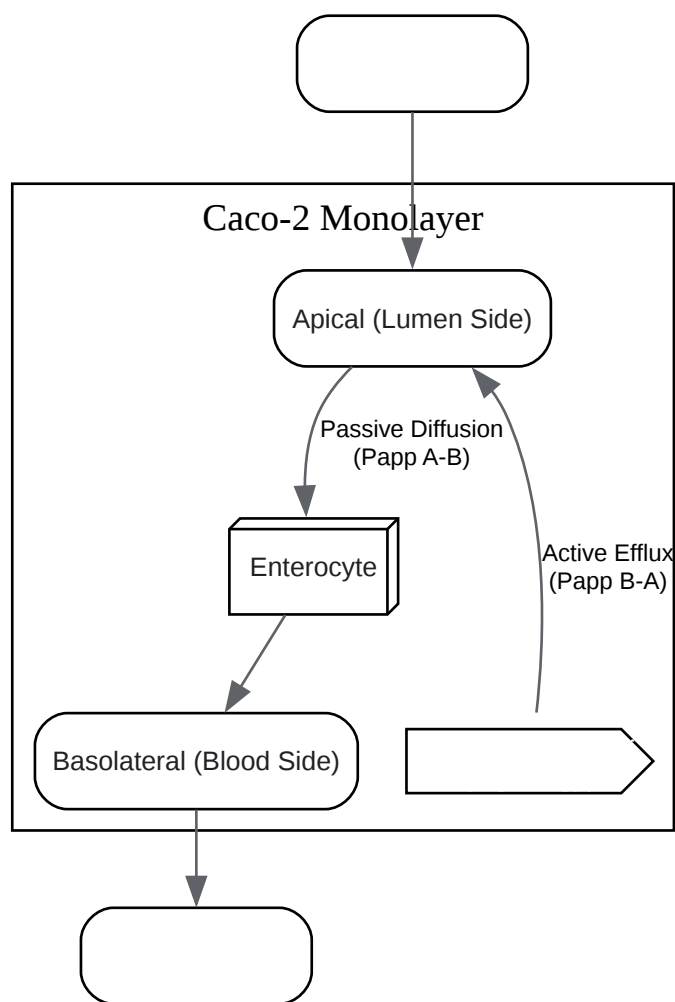 Caco-2 Monolayer
Apical (Lumen Side)
Passive Diffusion
(Papp A-B)
Enterocyte
Active Efflux
(Papp B-A)
Basolateral (Blood Side)